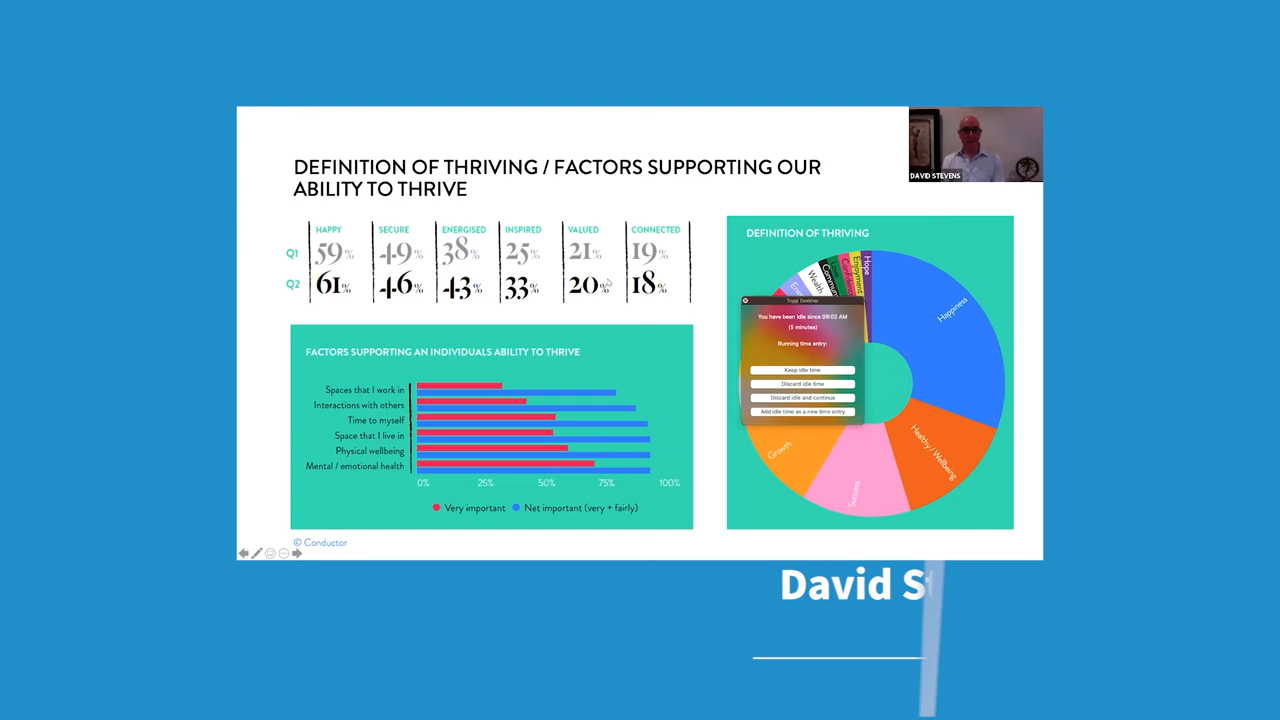 DEFINITION OF THRIVING / FACTORS SUPPORTING OUR
ABILITY TO THRIVE
DAVID STEVENS
HAPPY SECURE ENERGISED INSPIRED VALUED CONNECTED
Q1 59% 49% 38% 25% 21% 19%
Q2 61% 46% 43% 33% 20% 18%
FACTORS SUPPORTING AN INDIVIDUALS ABILITY TO THRIVE
Spaces that I work in
Interactions with others
Time to myself
Space that I live in
Physical wellbeing
Mental / emotional health
0% 25% 50% 75% 100%
Very important Net important (very + fairly)
DEFINITION OF THRIVING
Happiness
Healthy / Wellbeing
Success
Growth
Wealth
Enjoyment
Hope
Toggl Desktop
You have been idle since 09:02 AM
(5 minutes)
Running time entry:
Keep idle time
Discard idle time
Discard idle and continue
Add idle time as a new time entry
© Conductor
David S